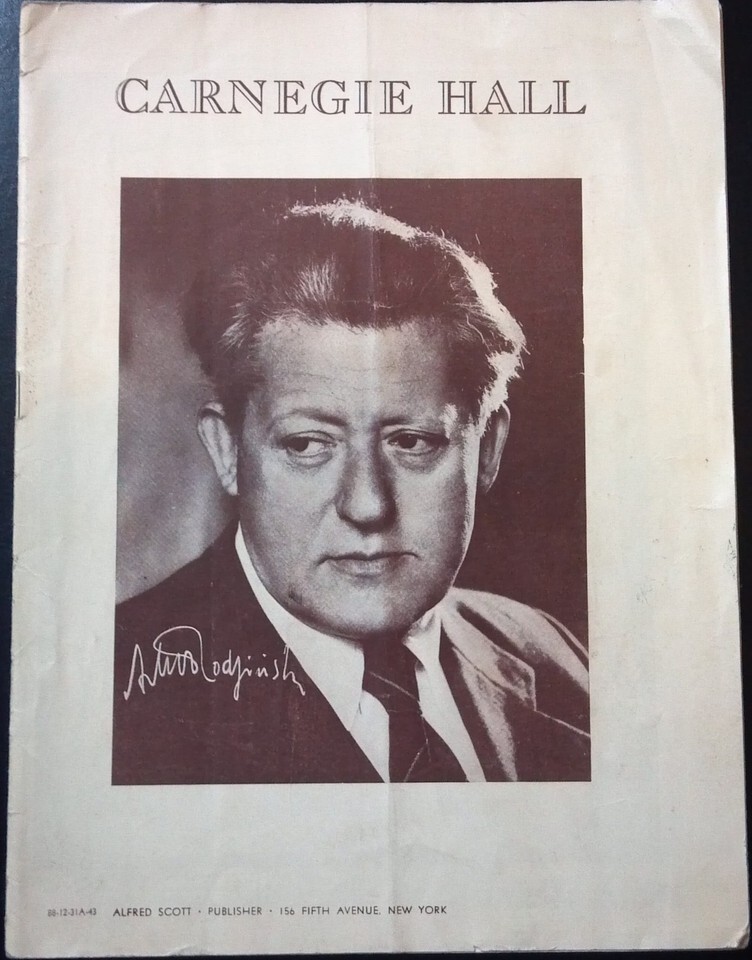 CARNEGIE HALL
Artur Rodzinski
88-12-31A-43 ALFRED SCOTT · PUBLISHER · 156 FIFTH AVENUE, NEW YORK